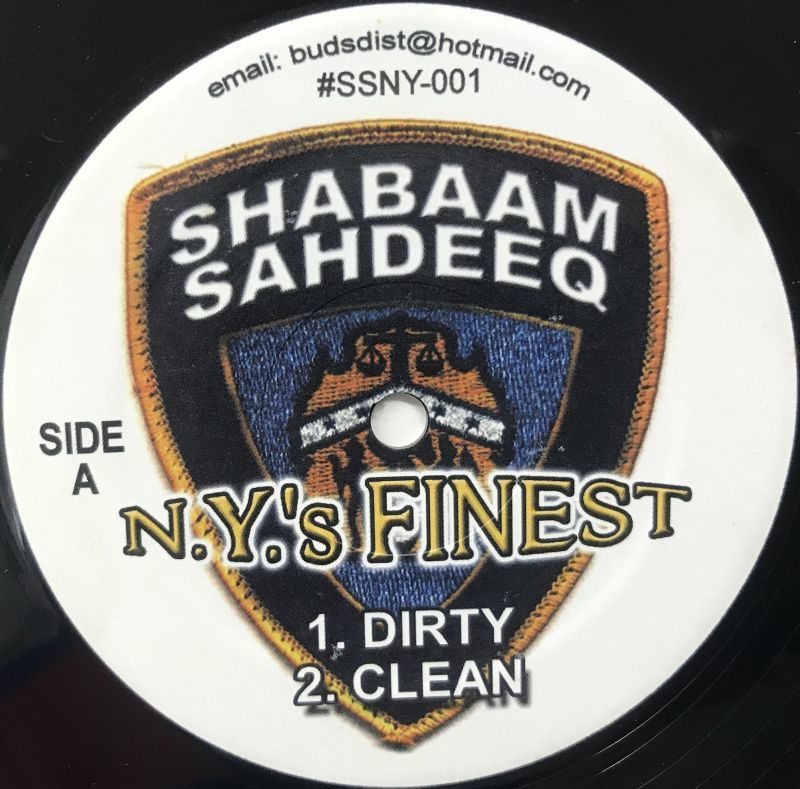 email: budsdist@hotmail.com
#SSNY-001
SHABAAM
SAHDEEQ
SIDE
A
N.Y.'s FINEST
1. DIRTY
2. CLEAN